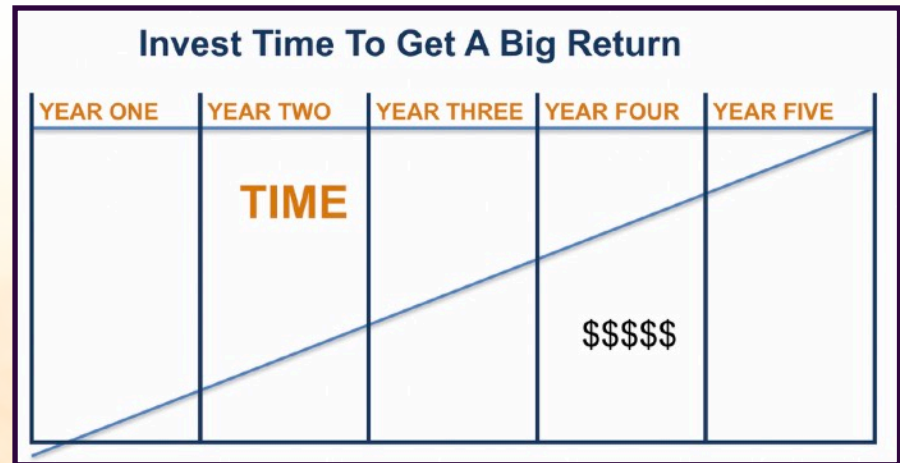 Invest Time To Get A Big Return
YEAR ONE YEAR TWO YEAR THREE YEAR FOUR YEAR FIVE
TIME
$$$$$